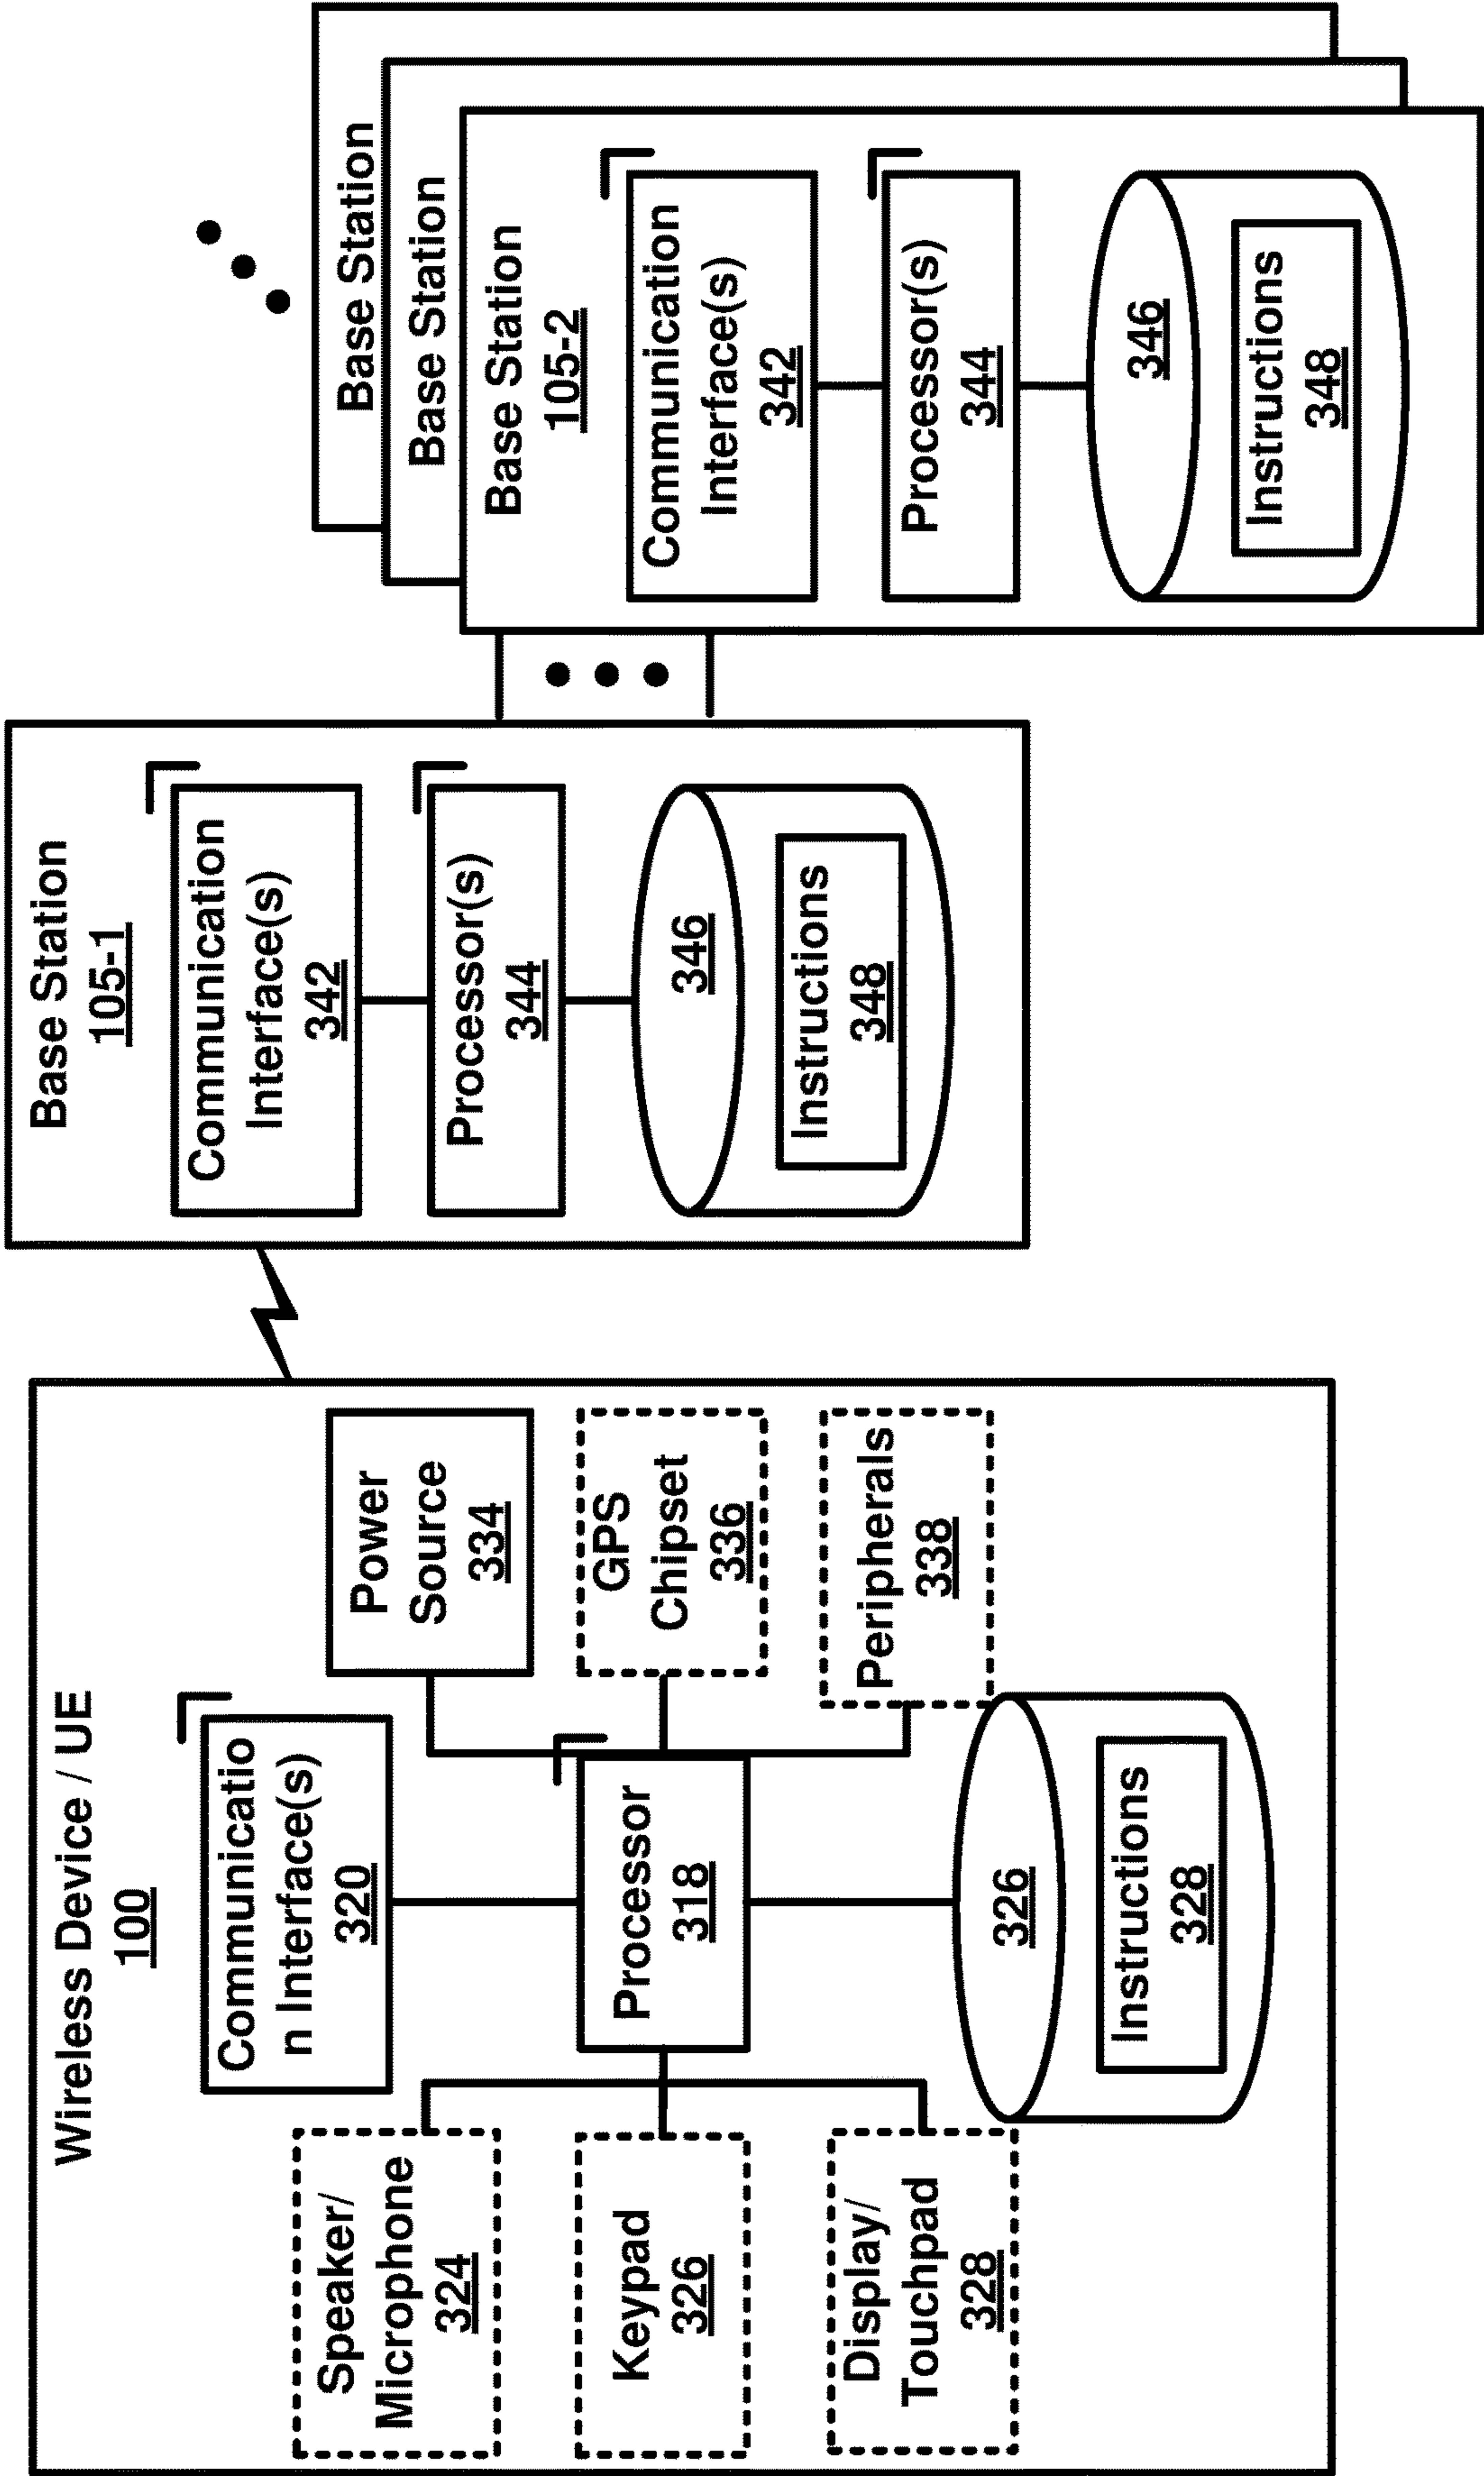 Wireless Device / UE
100
Communicatio
n Interface(s)
320
Speaker/
Microphone
324
Power
Source
334
Keypad
326
Processor
318
GPS
Chipset
336
Display/
Touchpad
328
Peripherals
338
326
Instructions
328
Base Station
105-1
Communication
Interface(s)
342
Processor(s)
344
346
Instructions
348
Base Station
Base Station
Base Station
105-2
Communication
Interface(s)
342
Processor(s)
344
346
Instructions
348